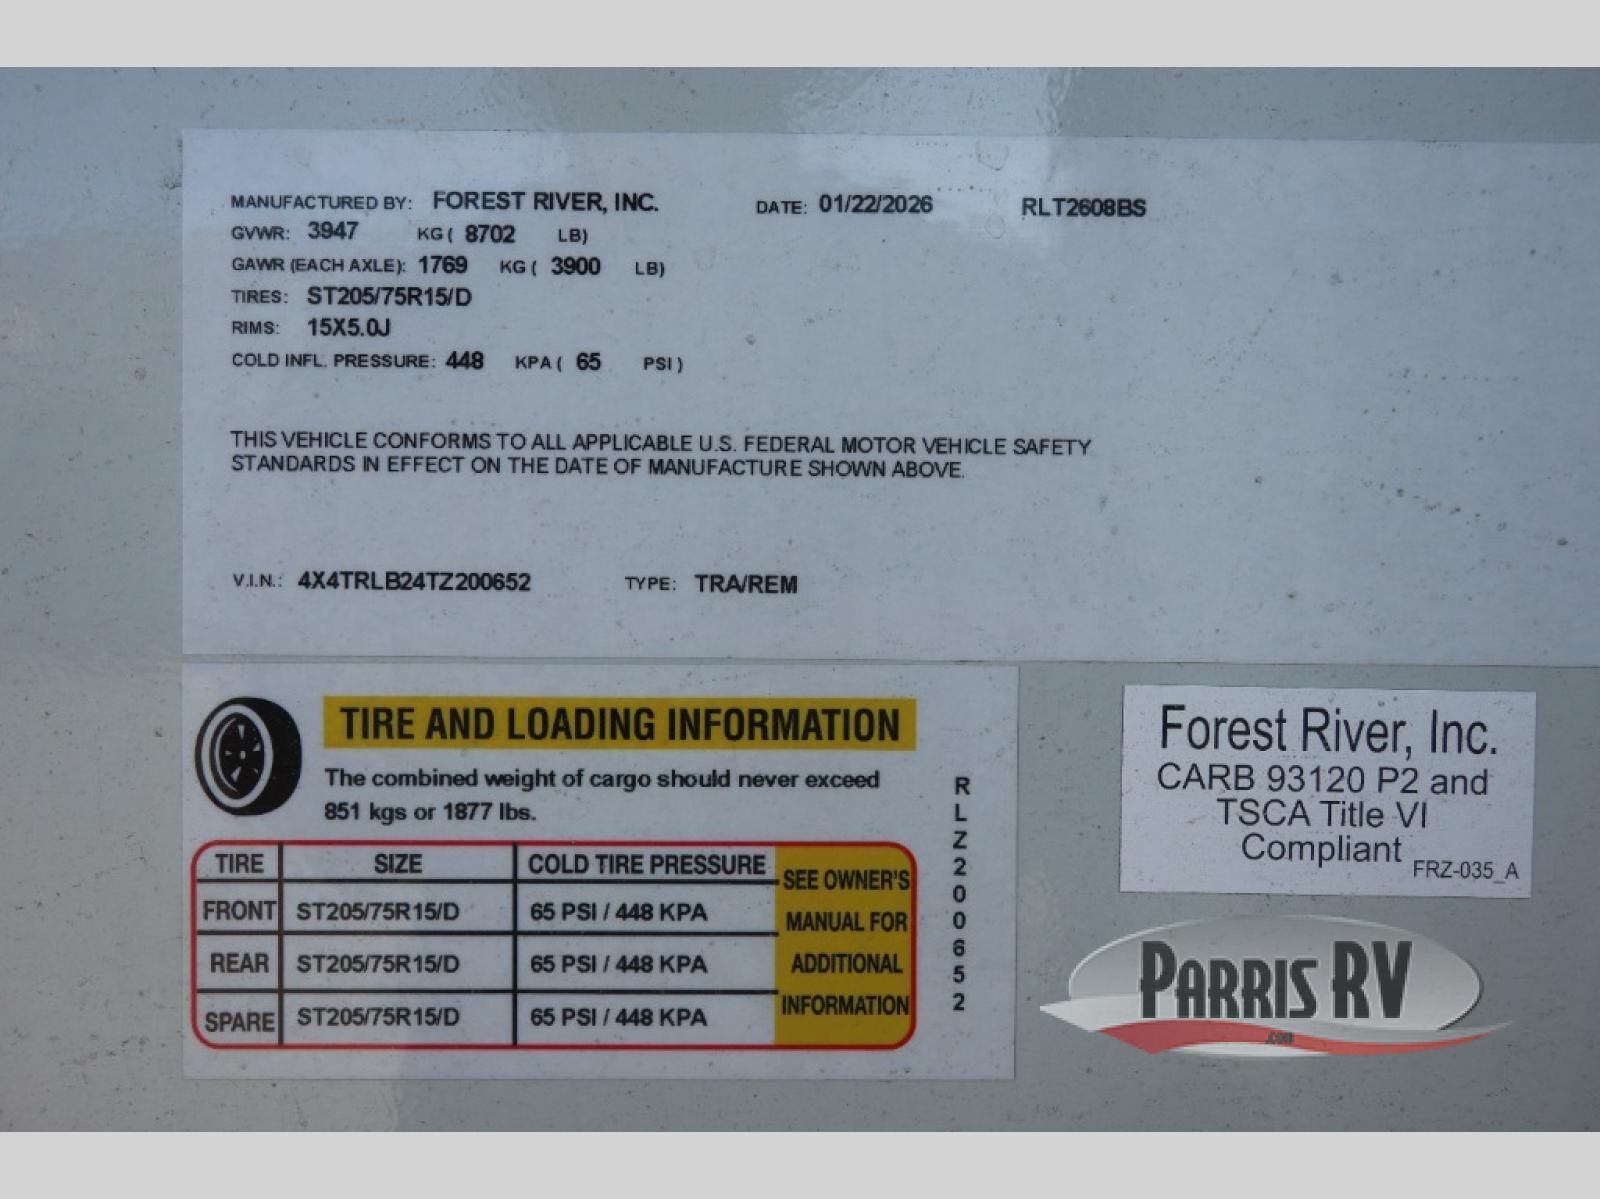 MANUFACTURED BY: FOREST RIVER, INC. DATE: 01/22/2026 RLT2608BS
GVWR: 3947 KG ( 8702 LB)
GAWR (EACH AXLE): 1769 KG ( 3900 LB)
TIRES: ST205/75R15/D
RIMS: 15X5.0J
COLD INFL. PRESSURE: 448 KPA ( 65 PSI )
THIS VEHICLE CONFORMS TO ALL APPLICABLE U.S. FEDERAL MOTOR VEHICLE SAFETY
STANDARDS IN EFFECT ON THE DATE OF MANUFACTURE SHOWN ABOVE.
V.I.N.: 4X4TRLB24TZ200652 TYPE: TRA/REM
TIRE AND LOADING INFORMATION
The combined weight of cargo should never exceed
851 kgs or 1877 lbs.
TIRE SIZE COLD TIRE PRESSURE
FRONT ST205/75R15/D 65 PSI / 448 KPA
REAR ST205/75R15/D 65 PSI / 448 KPA
SPARE ST205/75R15/D 65 PSI / 448 KPA
SEE OWNER'S
MANUAL FOR
ADDITIONAL
INFORMATION
RLZ200652
Forest River, Inc.
CARB 93120 P2 and
TSCA Title VI
Compliant
FRZ-035_A
PARRIS RV
.COM